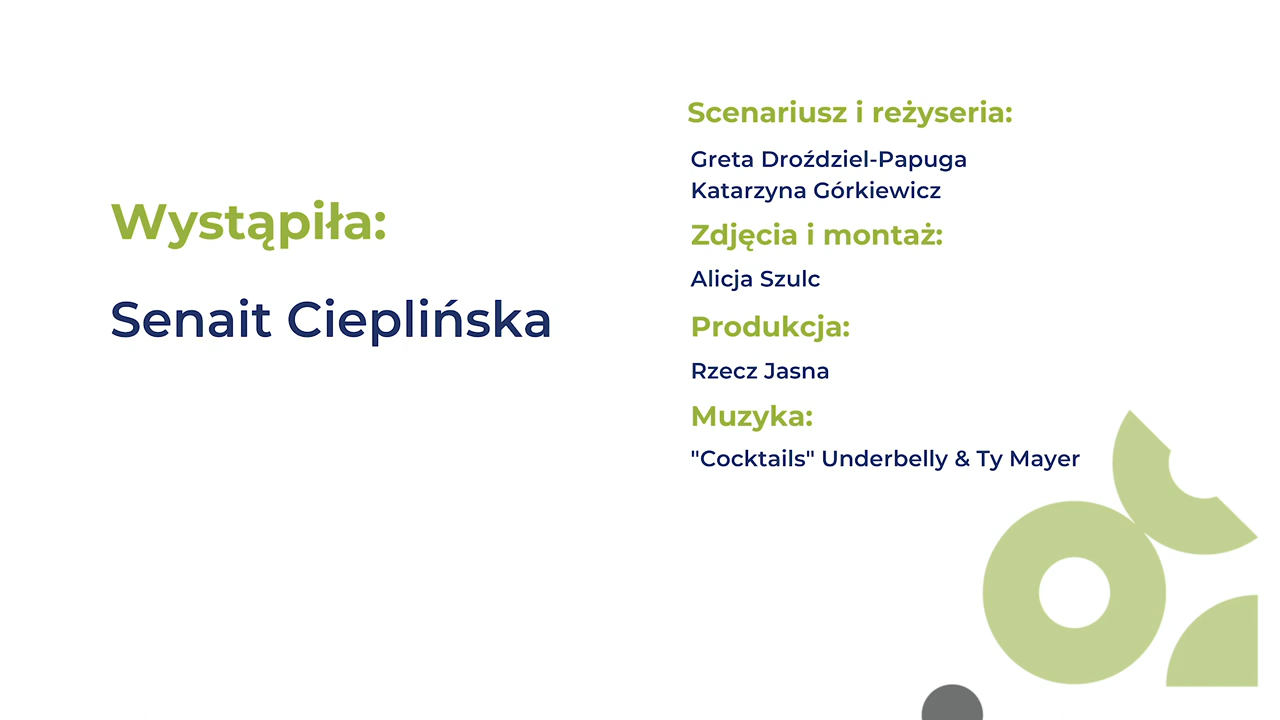 Wystąpiła:
Senait Cieplińska
Scenariusz i reżyseria:
Greta Droździel-Papuga
Katarzyna Górkiewicz
Zdjęcia i montaż:
Alicja Szulc
Produkcja:
Rzecz Jasna
Muzyka:
"Cocktails" Underbelly & Ty Mayer